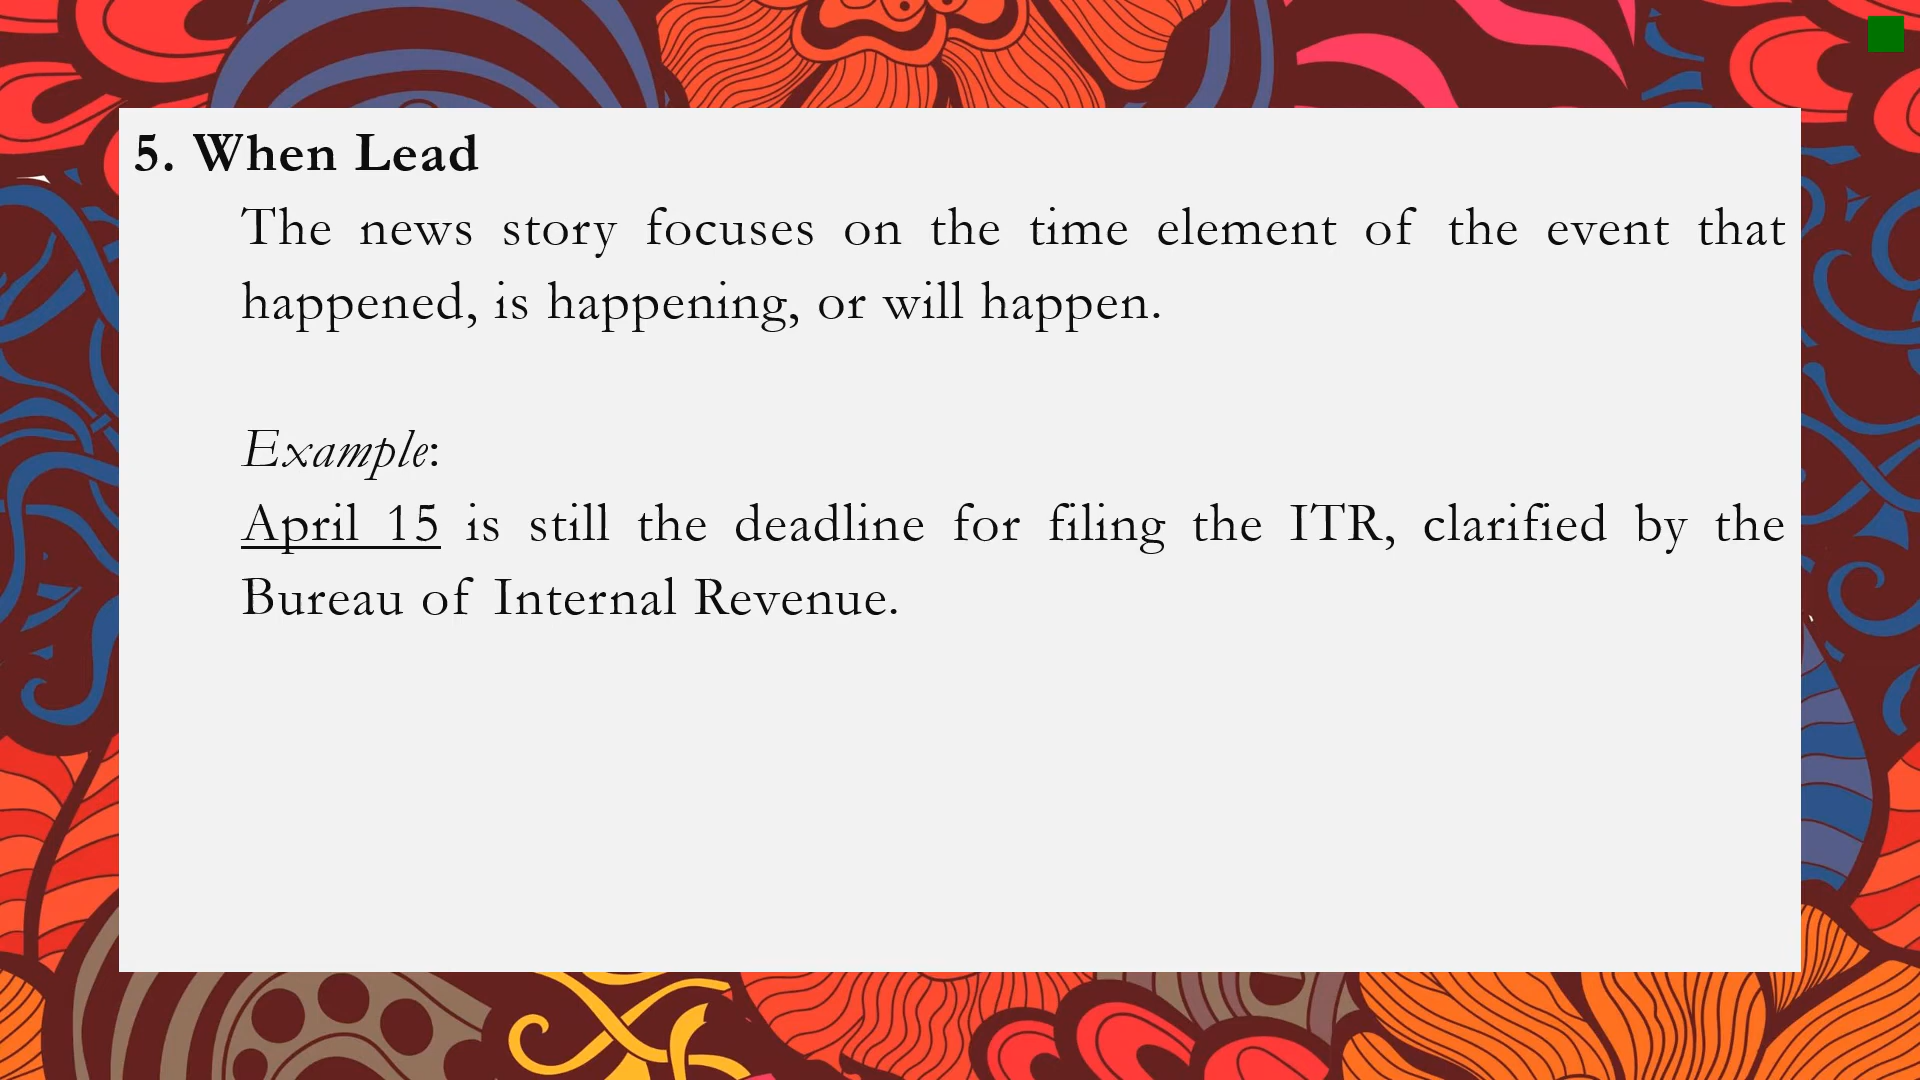 5. When Lead
The news story focuses on the time element of the event that
happened, is happening, or will happen.
Example:
April 15 is still the deadline for filing the ITR, clarified by the
Bureau of Internal Revenue.